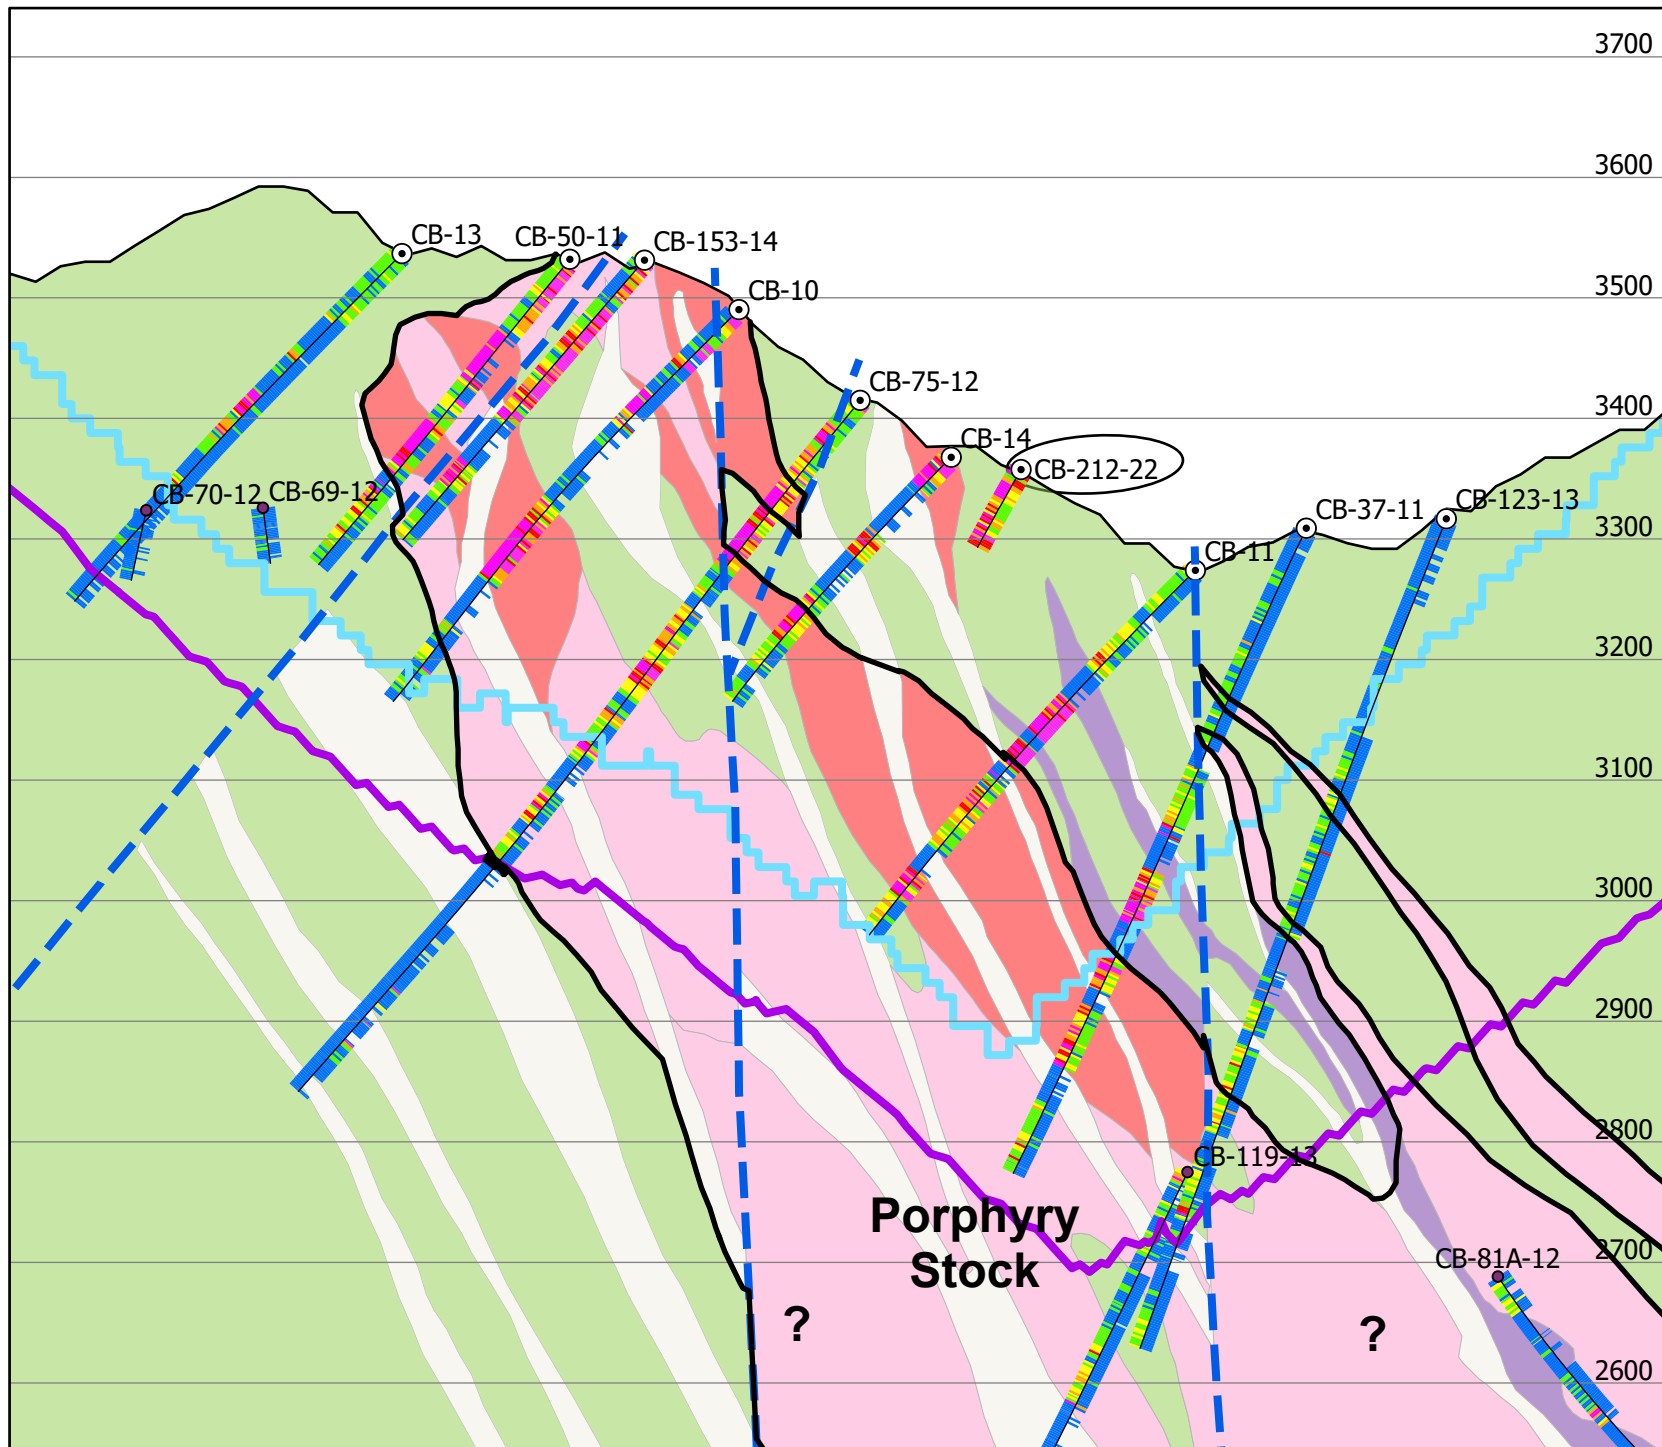 3700
3600
CB-13
CB-50-11
CB-153-14
CB-10
3500
CB-75-12
3400
CB-14
CB-212-22
CB-70-12
CB-69-12
CB-37-11
CB-123-13
3300
CB-11
3200
3100
3000
2900
2800
CB-119-13
Porphyry
Stock
2700
CB-81A-12
?
?
2600